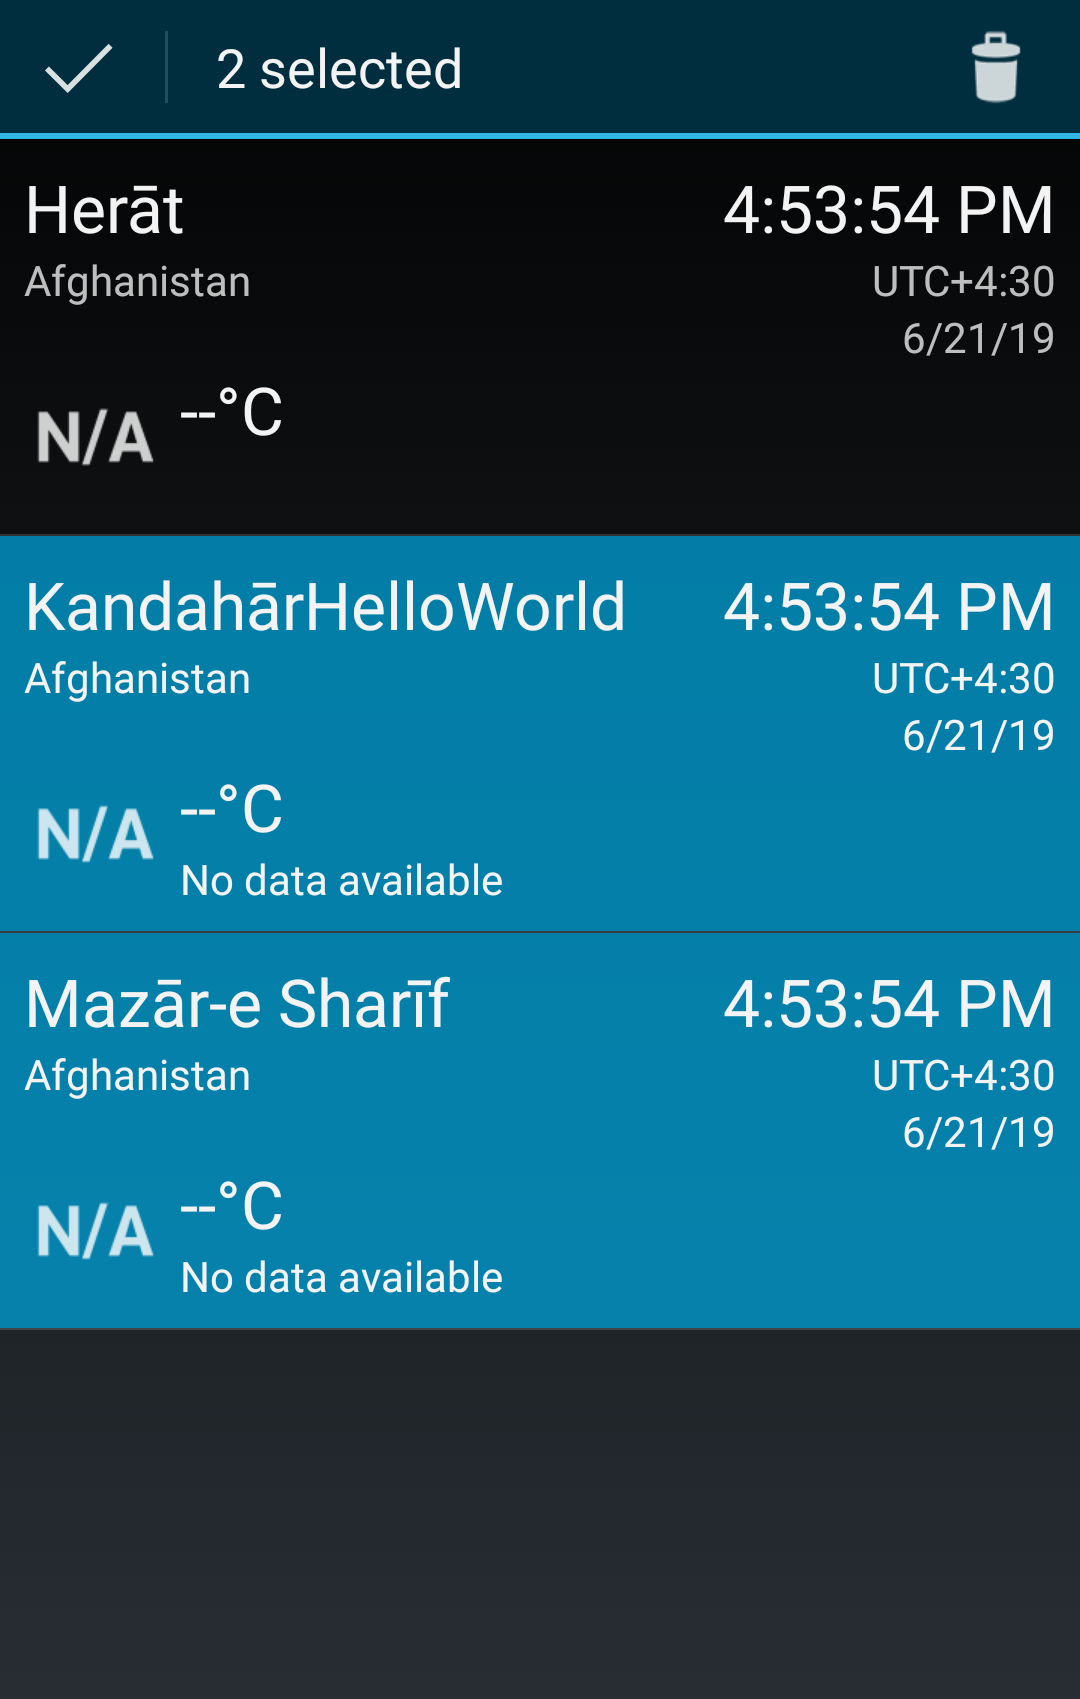 2 selected
Herāt 4:53:54 PM
Afghanistan UTC+4:30
6/21/19
N/A --°C
KandahārHelloWorld 4:53:54 PM
Afghanistan UTC+4:30
6/21/19
N/A --°C
No data available
Mazār-e Sharīf 4:53:54 PM
Afghanistan UTC+4:30
6/21/19
N/A --°C
No data available